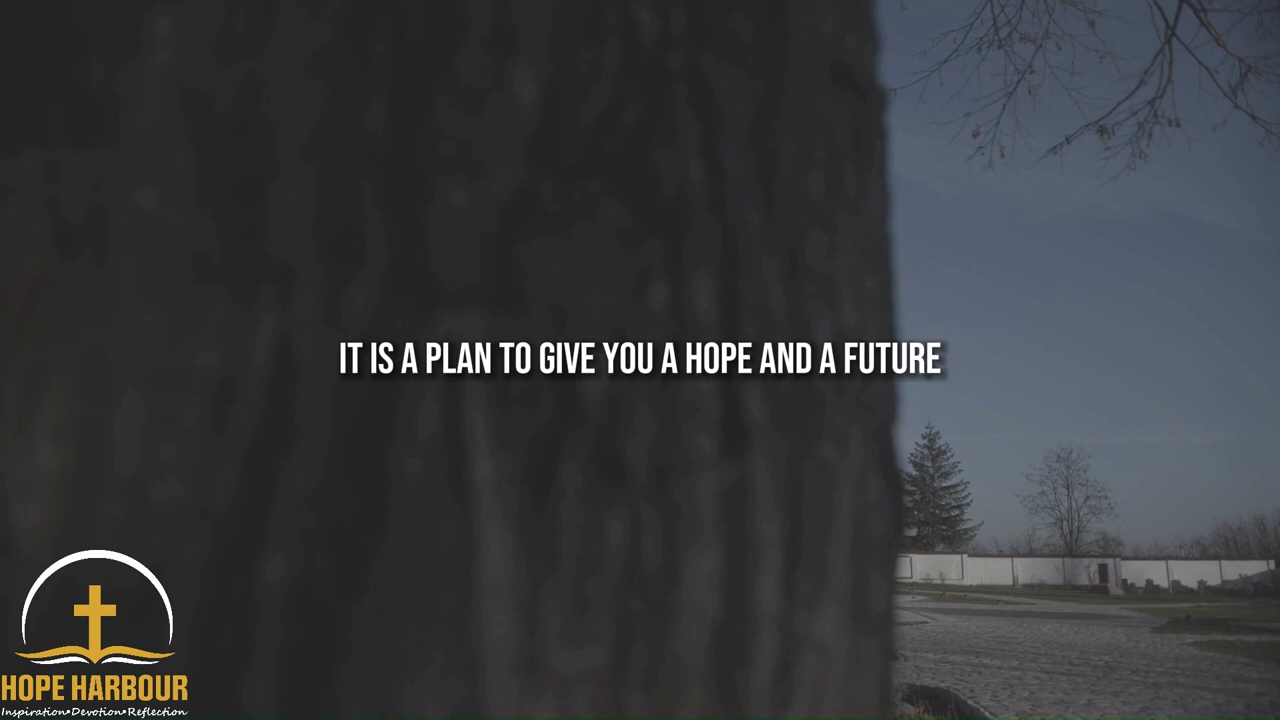 IT IS A PLAN TO GIVE YOU A HOPE AND A FUTURE
HOPE HARBOUR
Inspiration•Devotion•Reflection